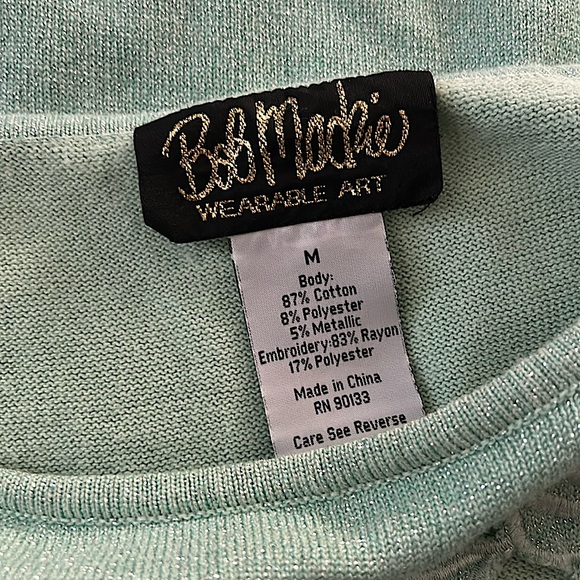 Bob Mackie
WEARABLE ART
M
Body:
87% Cotton
8% Polyester
5% Metallic
Embroidery:83% Rayon
17% Polyester
Made in China
RN 90133
Care See Reverse